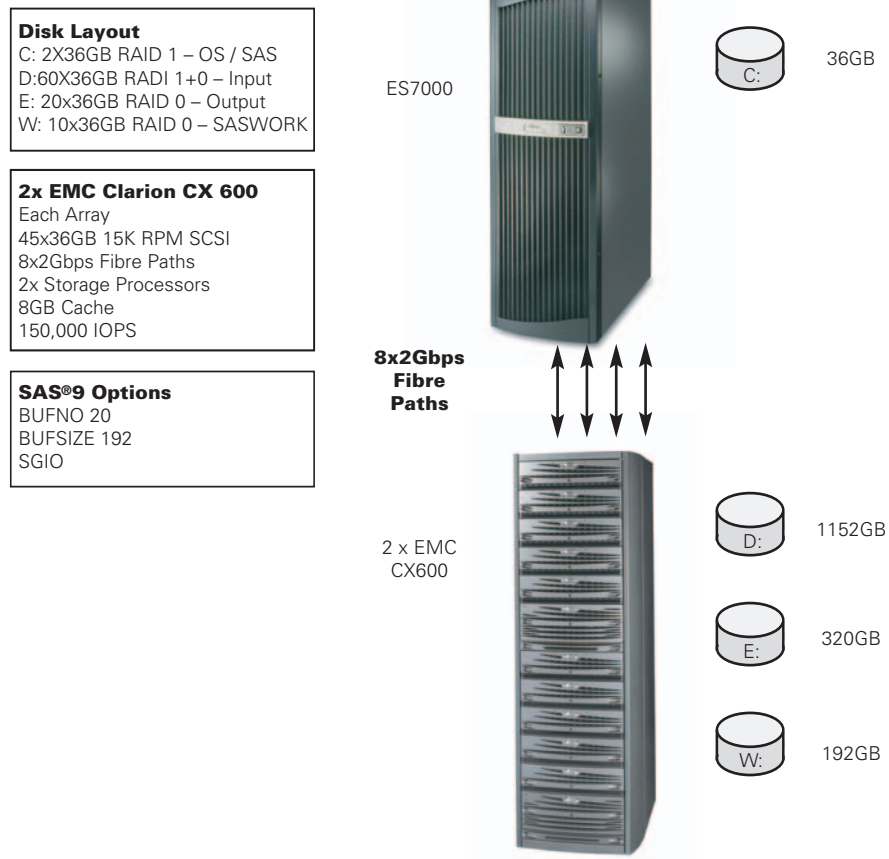 Disk Layout
C: 2X36GB RAID 1 – OS / SAS
D:60X36GB RADI 1+0 – Input
E: 20x36GB RAID 0 – Output
W: 10x36GB RAID 0 – SASWORK
2x EMC Clarion CX 600
Each Array
45x36GB 15K RPM SCSI
8x2Gbps Fibre Paths
2x Storage Processors
8GB Cache
150,000 IOPS
SAS®9 Options
BUFNO 20
BUFSIZE 192
SGIO
ES7000
C:
36GB
8x2Gbps
Fibre
Paths
2 x EMC
CX600
D:
1152GB
E:
320GB
W:
192GB